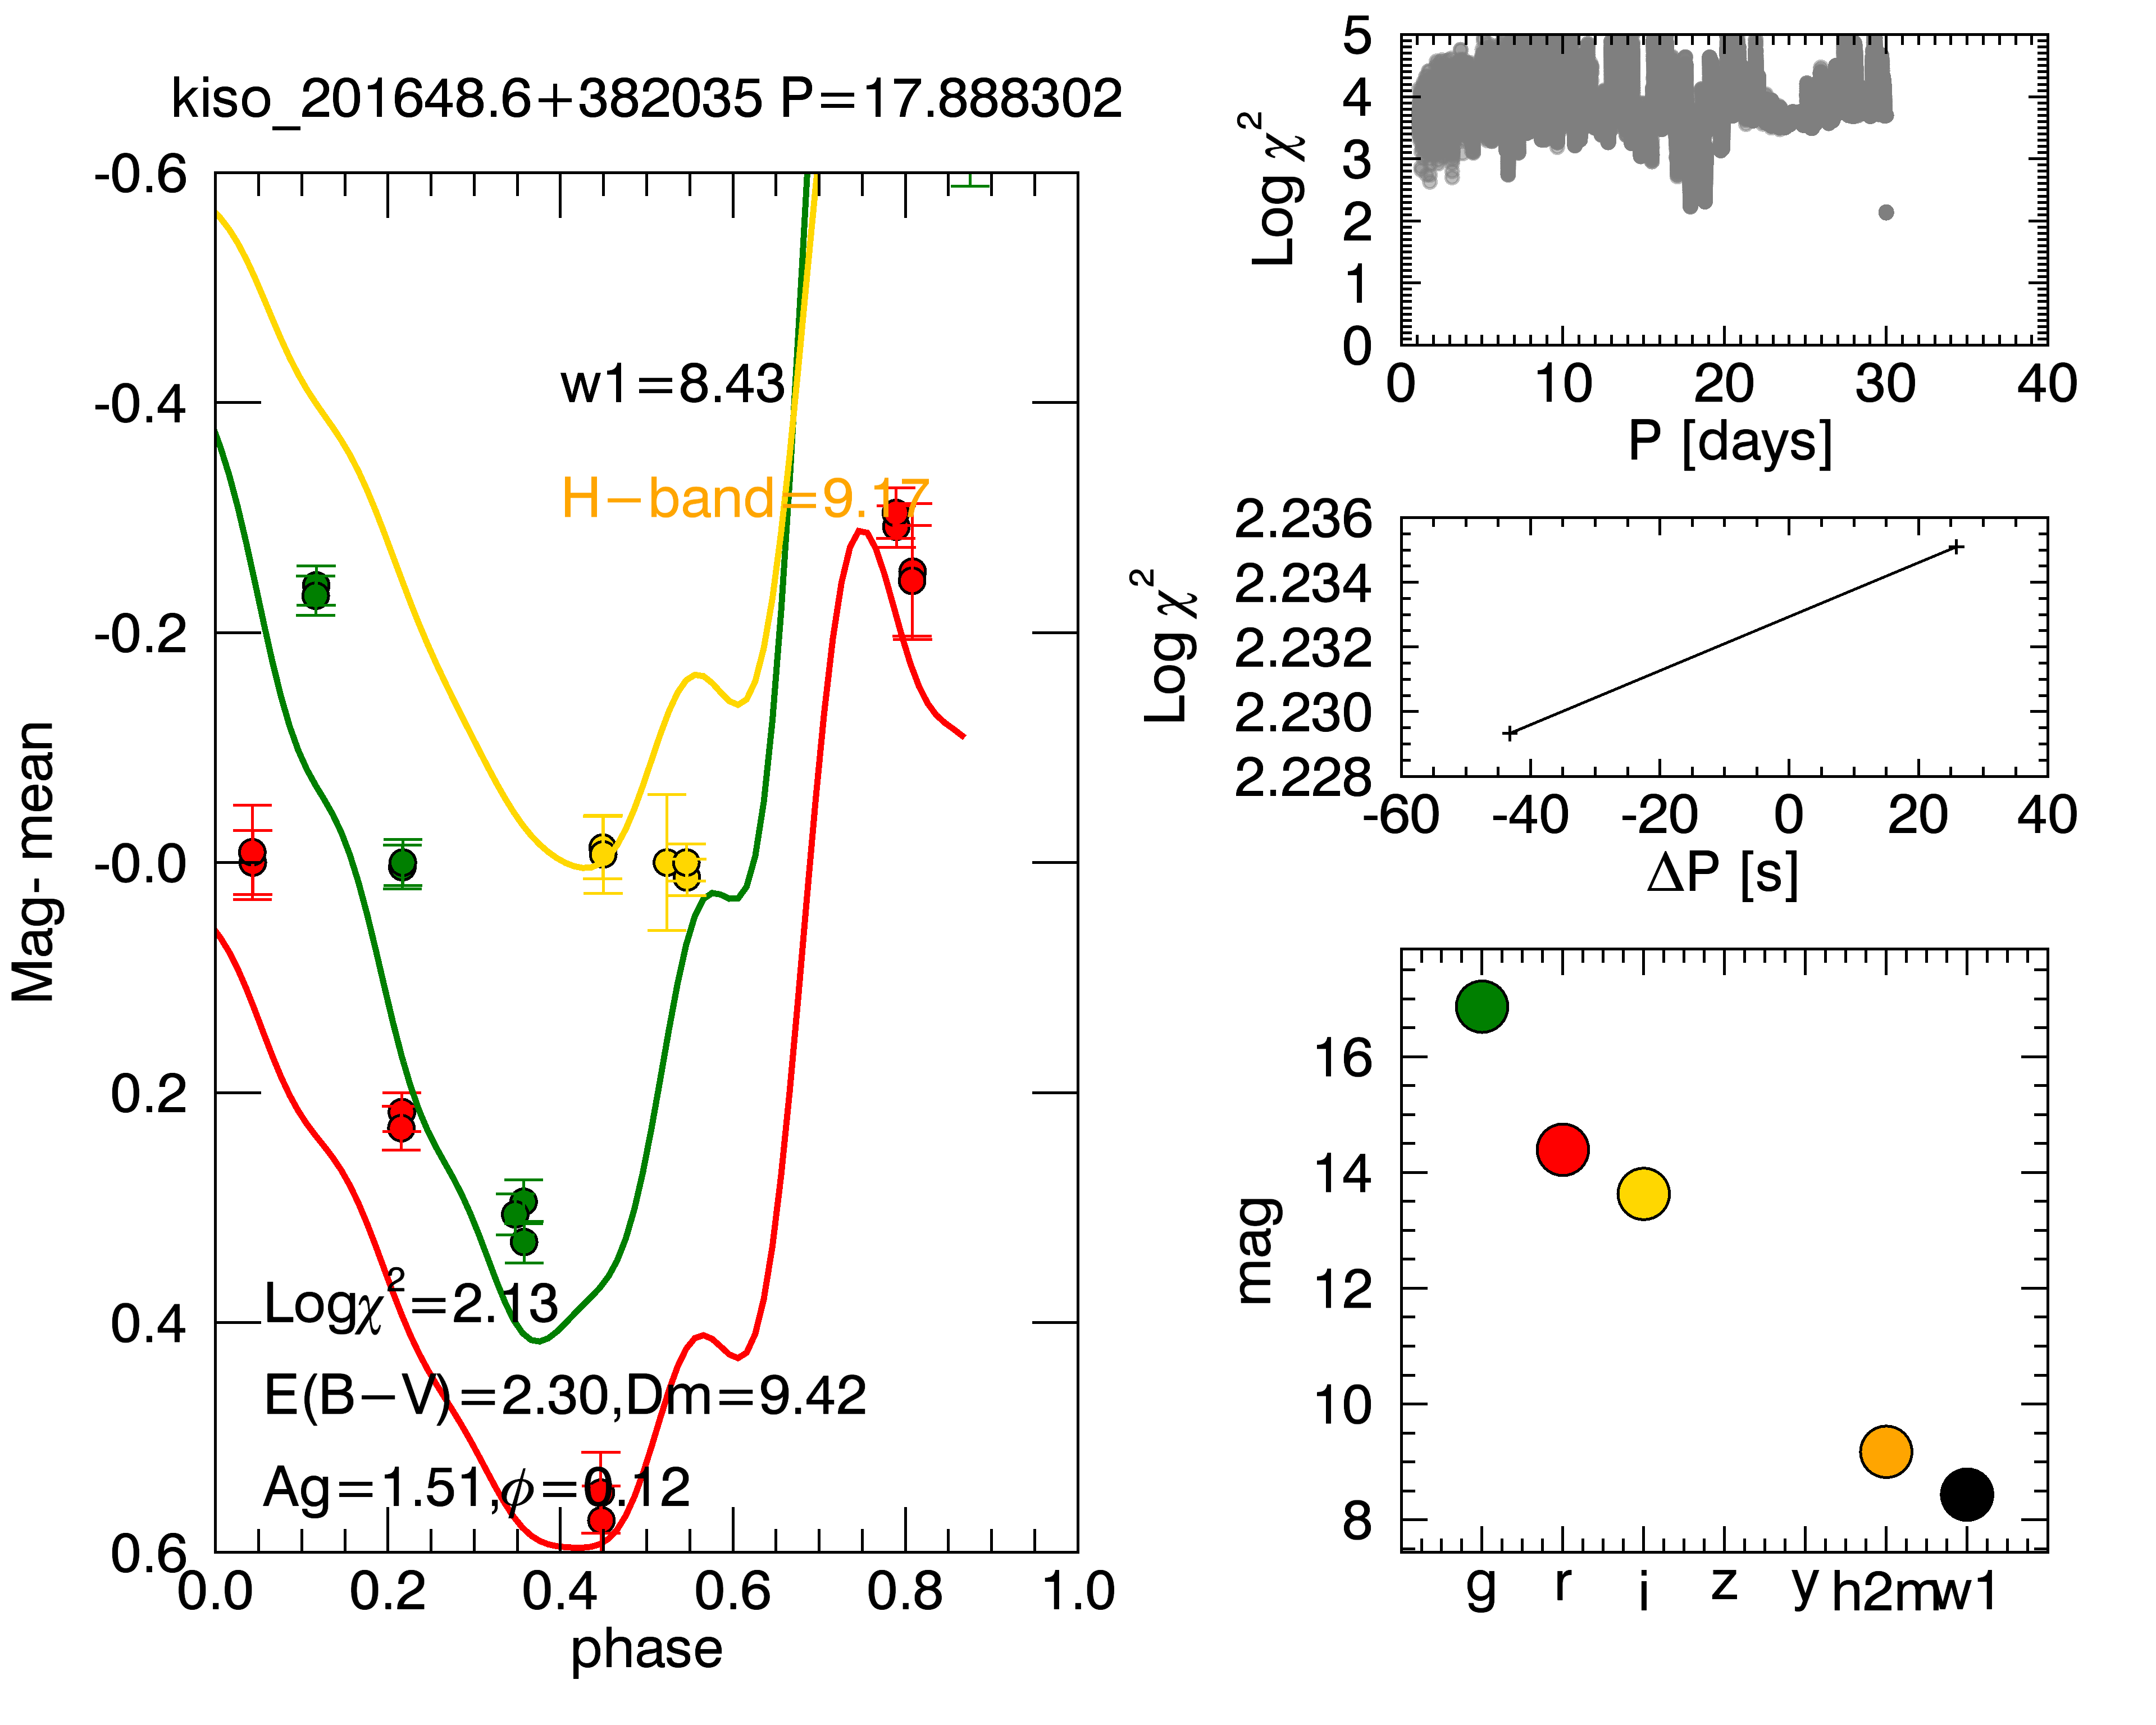 kiso_201648.6+382035 P=17.888302
-0.6
-0.4
-0.2
-0.0
0.2
0.4
0.6
Mag- mean
w1=8.43
H-band=9.17
Logχ²=2.13
E(B-V)=2.30,Dm=9.42
Ag=1.51,ϕ=0.12
0.0 0.2 0.4 0.6 0.8 1.0
phase
5
4
3
2
1
0
Log χ²
0 10 20 30 40
P [days]
2.236
2.234
2.232
2.230
2.228
Log χ²
-60 -40 -20 0 20 40
ΔP [s]
16
14
12
10
8
mag
g r i z y h2m w1